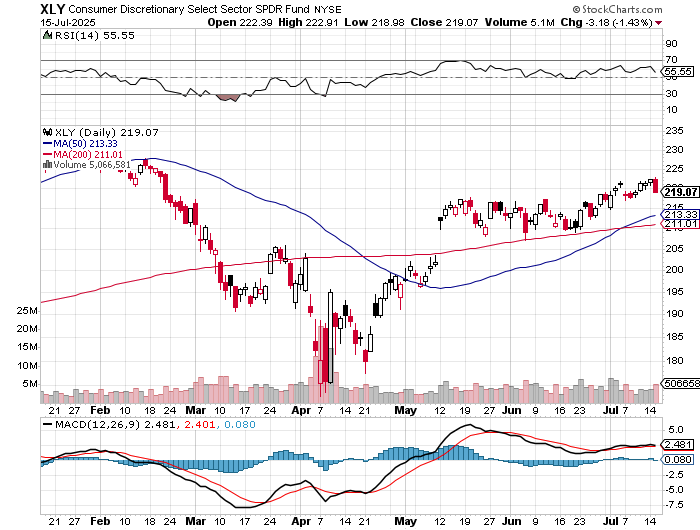 XLY Consumer Discretionary Select Sector SPDR Fund NYSE
© StockCharts.com
15-Jul-2025 Open 222.39 High 222.91 Low 218.98 Close 219.07 Volume 5.1M Chg -3.18 (-1.43%)
RSI(14) 55.55
90
70
55.55
50
30
10
XLY (Daily) 219.07
MA(50) 213.33
MA(200) 211.01
Volume 5,066,581
235
230
225
220
219.07
215
213.33
211.01
210
205
200
195
190
185
180
25M
20M
15M
10M
5M
506658
21 27 Feb 10 18 24 Mar 10 17 24 Apr 7 14 21 May 12 19 27 Jun 9 16 23 Jul 7 14
MACD(12,26,9) 2.481, 2.401, 0.080
5.0
2.481
0.080
-2.5
-5.0
-7.5
21 27 Feb 10 18 24 Mar 10 17 24 Apr 7 14 21 May 12 19 27 Jun 9 16 23 Jul 7 14